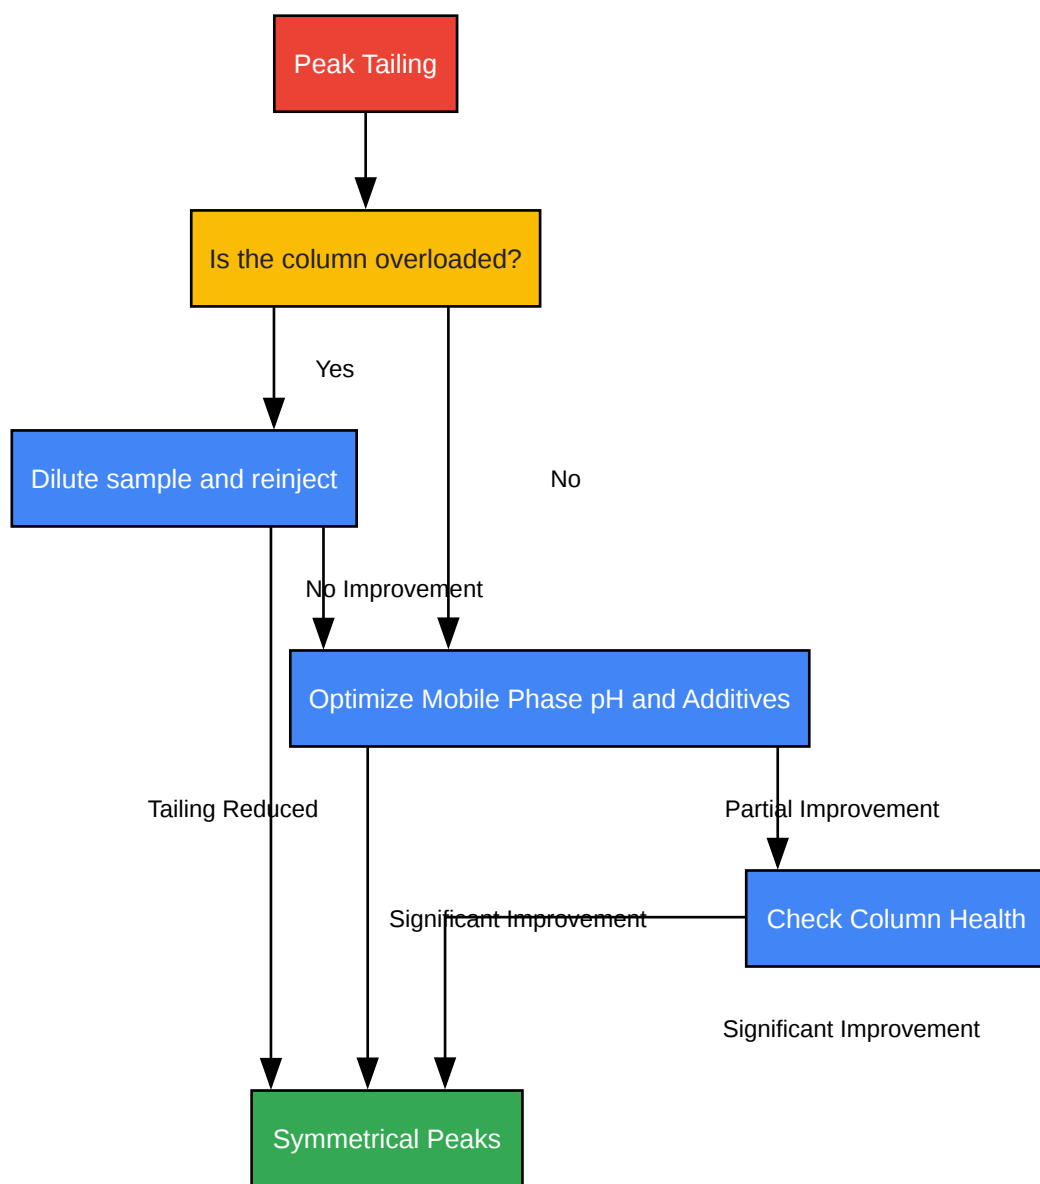 Peak Tailing
Is the column overloaded?
Yes
Dilute sample and reinject
No
No Improvement
Optimize Mobile Phase pH and Additives
Tailing Reduced
Partial Improvement
Significant Improvement
Check Column Health
Significant Improvement
Symmetrical Peaks